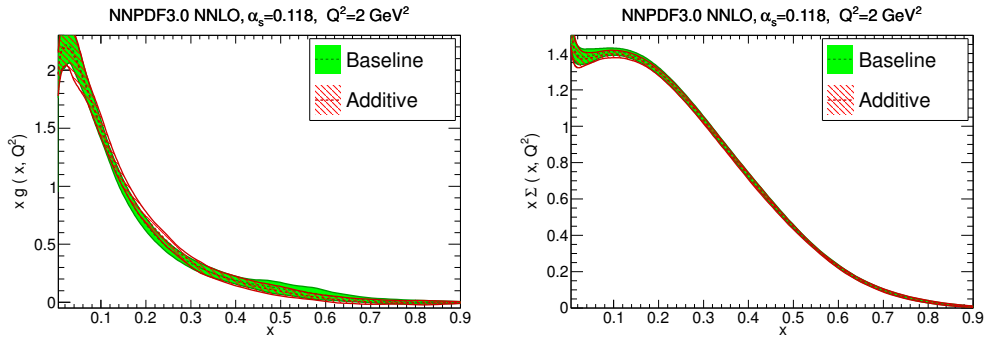 NNPDF3.0 NNLO, αs=0.118, Q²=2 GeV²
x g ( x, Q²)
2
1.5
1
0.5
0
Baseline
Additive
0.1 0.2 0.3 0.4 0.5 0.6 0.7 0.8 0.9
x
NNPDF3.0 NNLO, αs=0.118, Q²=2 GeV²
x Σ ( x, Q²)
1.4
1.2
1
0.8
0.6
0.4
0.2
0
Baseline
Additive
0.1 0.2 0.3 0.4 0.5 0.6 0.7 0.8 0.9
x